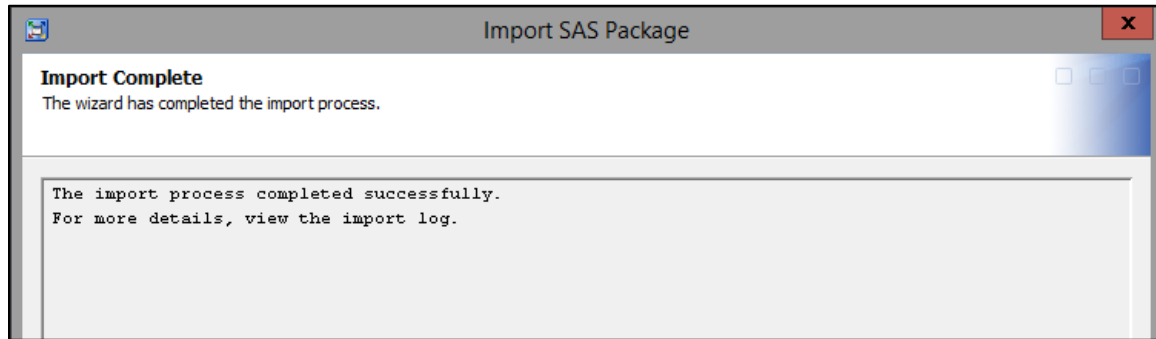 Import SAS Package
x
Import Complete
The wizard has completed the import process.
The import process completed successfully.
For more details, view the import log.